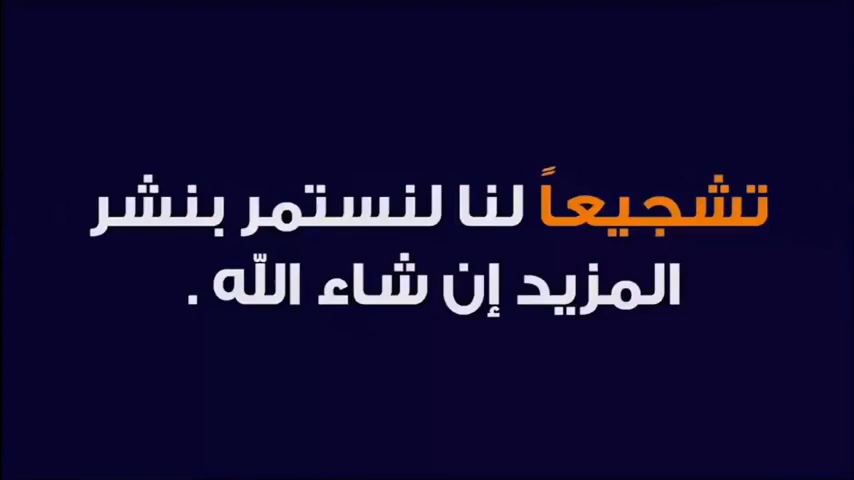 تشجيعاً لنا لنستمر بنشر
المزيد إن شاء الله .